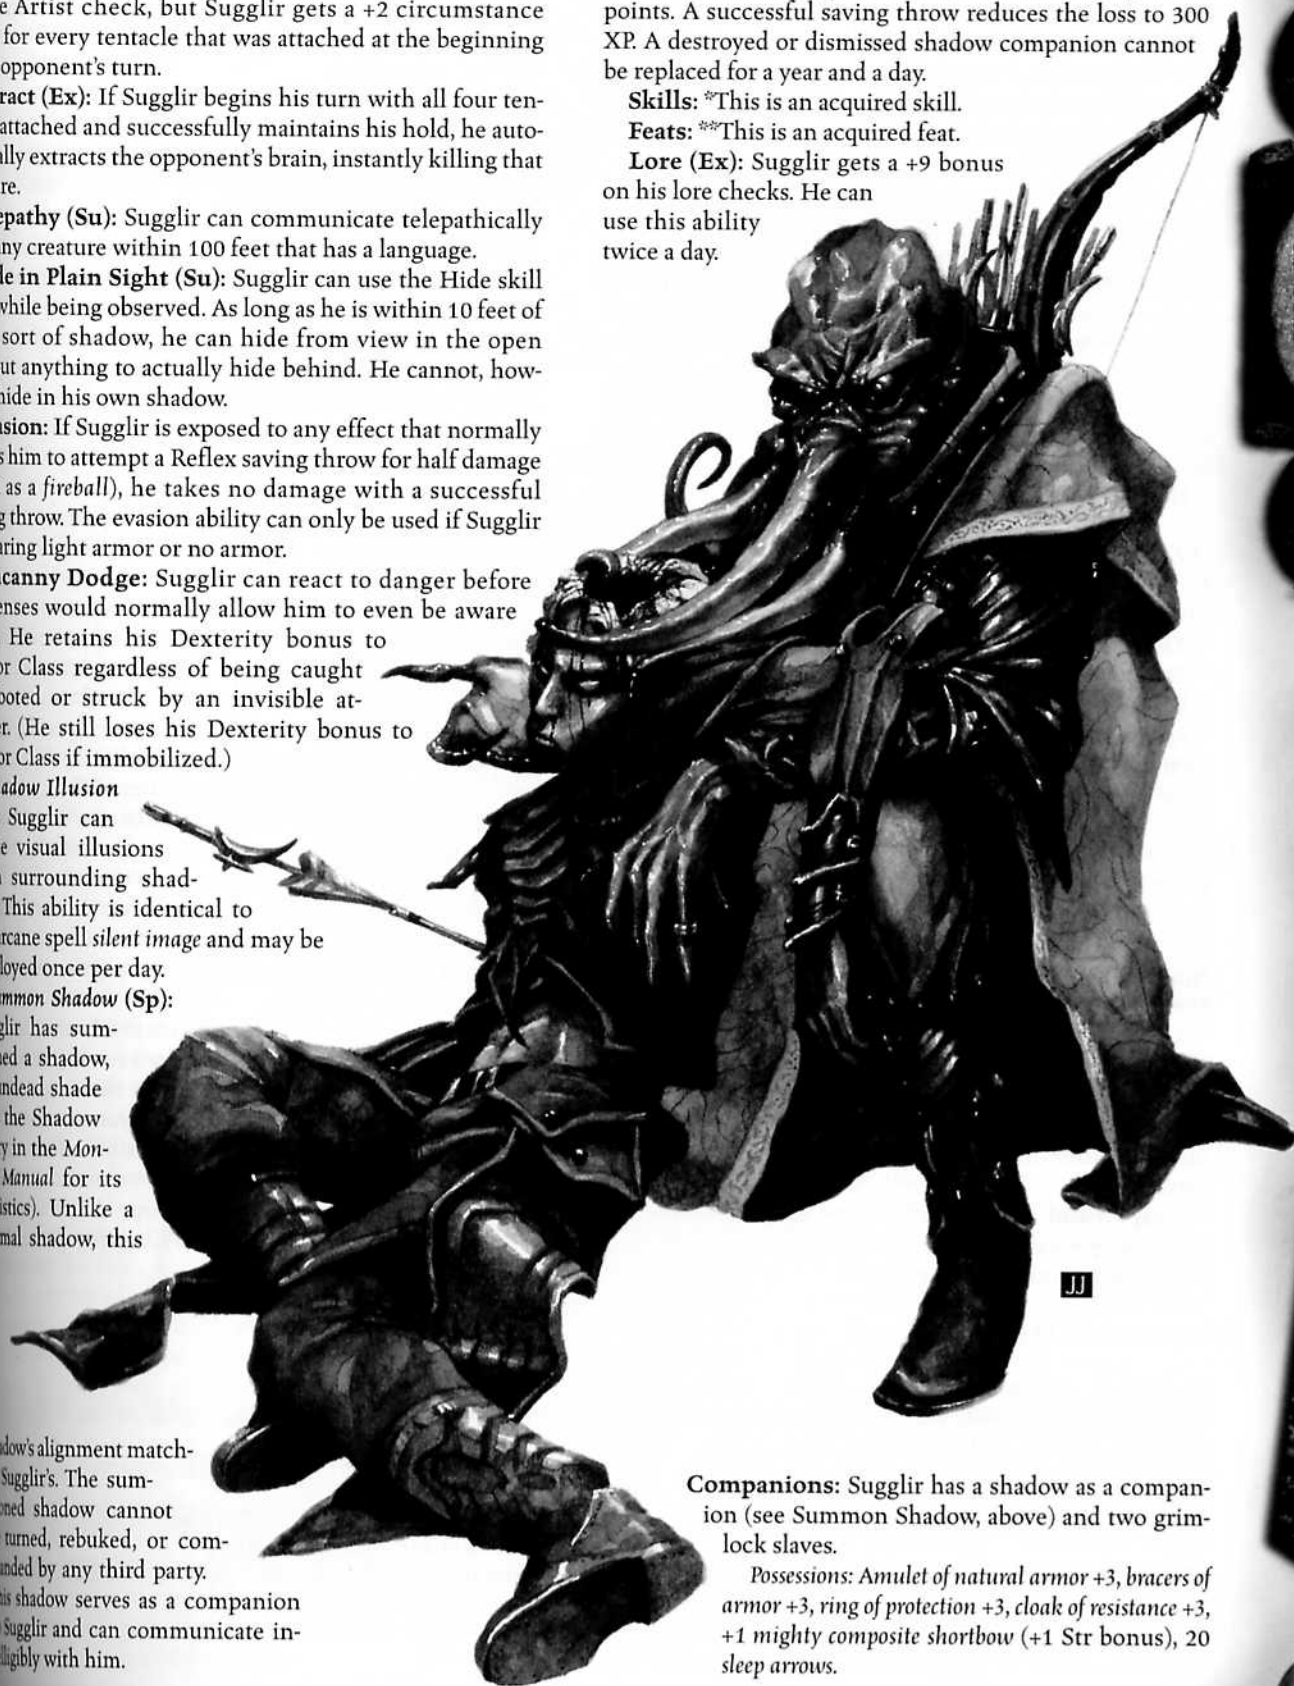 Artist check, but Sugglir gets a +2 circumstance
for every tentacle that was attached at the beginning
opponent's turn.
(Ex): If Sugglir begins his turn with all four ten-
attached and successfully maintains his hold, he auto-
extracts the opponent's brain, instantly killing that
re.
(Su): Sugglir can communicate telepathically
ny creature within 100 feet that has a language.
in Plain Sight (Su): Sugglir can use the Hide skill
while being observed. As long as he is within 10 feet of
sort of shadow, he can hide from view in the open
ut anything to actually hide behind. He cannot, how-
hide in his own shadow.
sion: If Sugglir is exposed to any effect that normally
s him to attempt a Reflex saving throw for half damage
as a fireball), he takes no damage with a successful
g throw. The evasion ability can only be used if Sugglir
aring light armor or no armor.
canny Dodge: Sugglir can react to danger before
enses would normally allow him to even be aware
He retains his Dexterity bonus to
or Class regardless of being caught
ooted or struck by an invisible at-
r. (He still loses his Dexterity bonus to
or Class if immobilized.)
adow Illusion
Sugglir can
e visual illusions
surrounding shad-
This ability is identical to
rcane spell silent image and may be
loyed once per day.
mmon Shadow (Sp):
glir has sum-
ed a shadow,
ndead shade
the Shadow
y in the Mon-
Manual for its
istics). Unlike a
mal shadow, this
dow's alignment match-
Sugglir's. The sum-
oned shadow cannot
turned, rebuked, or com-
anded by any third party.
his shadow serves as a companion
Sugglir and can communicate in-
lligibly with him.
points. A successful saving throw reduces the loss to 300
XP. A destroyed or dismissed shadow companion cannot
be replaced for a year and a day.
Skills: *This is an acquired skill.
Feats: **This is an acquired feat.
Lore (Ex): Sugglir gets a +9 bonus
on his lore checks. He can
use this ability
twice a day.
JJ
Companions: Sugglir has a shadow as a compan-
ion (see Summon Shadow, above) and two grim-
lock slaves.
Possessions: Amulet of natural armor +3, bracers of
armor +3, ring of protection +3, cloak of resistance +3,
+1 mighty composite shortbow (+1 Str bonus), 20
sleep arrows.